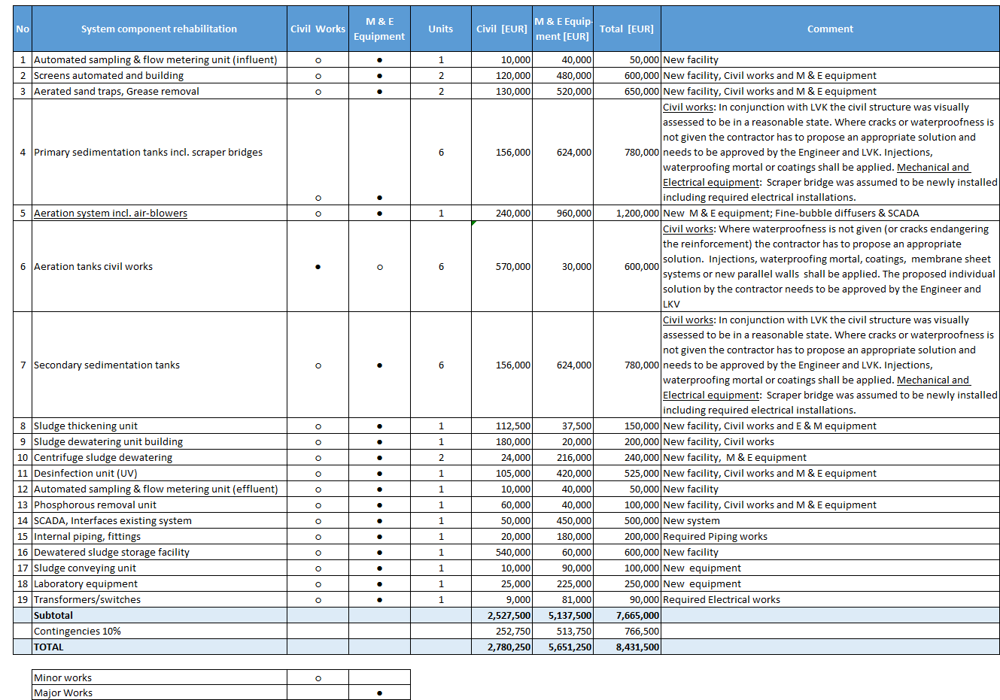 No | System component rehabilitation | Civil Works | M & E Equipment | Units | Civil [EUR] | M & E Equip-ment [EUR] | Total [EUR] | Comment
1 | Automated sampling & flow metering unit (influent) | ○ | ● | 1 | 10,000 | 40,000 | 50,000 | New facility
2 | Screens automated and building | ○ | ● | 2 | 120,000 | 480,000 | 600,000 | New facility, Civil works and M & E equipment
3 | Aerated sand traps, Grease removal | ○ | ● | 2 | 130,000 | 520,000 | 650,000 | New facility, Civil works and M & E equipment
4 | Primary sedimentation tanks incl. scraper bridges | ○ | ● | 6 | 156,000 | 624,000 | 780,000 | Civil works: In conjunction with LVK the civil structure was visually
assessed to be in a reasonable state. Where cracks or waterproofness is
not given the contractor has to propose an appropriate solution and
needs to be approved by the Engineer and LVK. Injections,
waterproofing mortal or coatings shall be applied. Mechanical and
Electrical equipment: Scraper bridge was assumed to be newly installed
including required electrical installations.
5 | Aeration system incl. air-blowers | ○ | ● | 1 | 240,000 | 960,000 | 1,200,000 | New M & E equipment; Fine-bubble diffusers & SCADA
6 | Aeration tanks civil works | ● | ○ | 6 | 570,000 | 30,000 | 600,000 | Civil works: Where waterproofness is not given (or cracks endangering
the reinforcement) the contractor has to propose an appropriate
solution. Injections, waterproofing mortal, coatings, membrane sheet
systems or new parallel walls shall be applied. The proposed individual
solution by the contractor needs to be approved by the Engineer and
LKV
7 | Secondary sedimentation tanks | ○ | ● | 6 | 156,000 | 624,000 | 780,000 | Civil works: In conjunction with LVK the civil structure was visually
assessed to be in a reasonable state. Where cracks or waterproofness is
not given the contractor has to propose an appropriate solution and
needs to be approved by the Engineer and LVK. Injections,
waterproofing mortal or coatings shall be applied. Mechanical and
Electrical equipment: Scraper bridge was assumed to be newly installed
including required electrical installations.
8 | Sludge thickening unit | ○ | ● | 1 | 112,500 | 37,500 | 150,000 | New facility, Civil works and E & M equipment
9 | Sludge dewatering unit building | ○ | ● | 1 | 180,000 | 20,000 | 200,000 | New facility, Civil works
10 | Centrifuge sludge dewatering | ○ | ● | 2 | 24,000 | 216,000 | 240,000 | New facility, M & E equipment
11 | Desinfection unit (UV) | ○ | ● | 1 | 105,000 | 420,000 | 525,000 | New facility, Civil works and M & E equipment
12 | Automated sampling & flow metering unit (effluent) | ○ | ● | 1 | 10,000 | 40,000 | 50,000 | New facility
13 | Phosphorous removal unit | ○ | ● | 1 | 60,000 | 40,000 | 100,000 | New facility, Civil works and M & E equipment
14 | SCADA, Interfaces existing system | ○ | ● | 1 | 50,000 | 450,000 | 500,000 | New system
15 | Internal piping, fittings | ○ | ● | 1 | 20,000 | 180,000 | 200,000 | Required Piping works
16 | Dewatered sludge storage facility | ○ | ● | 1 | 540,000 | 60,000 | 600,000 | New facility
17 | Sludge conveying unit | ○ | ● | 1 | 10,000 | 90,000 | 100,000 | New equipment
18 | Laboratory equipment | ○ | ● | 1 | 25,000 | 225,000 | 250,000 | New equipment
19 | Transformers/switches | ○ | ● | 1 | 9,000 | 81,000 | 90,000 | Required Electrical works
Subtotal | 2,527,500 | 5,137,500 | 7,665,000
Contingencies 10% | 252,750 | 513,750 | 766,500
TOTAL | 2,780,250 | 5,651,250 | 8,431,500
Minor works | ○
Major Works | ●